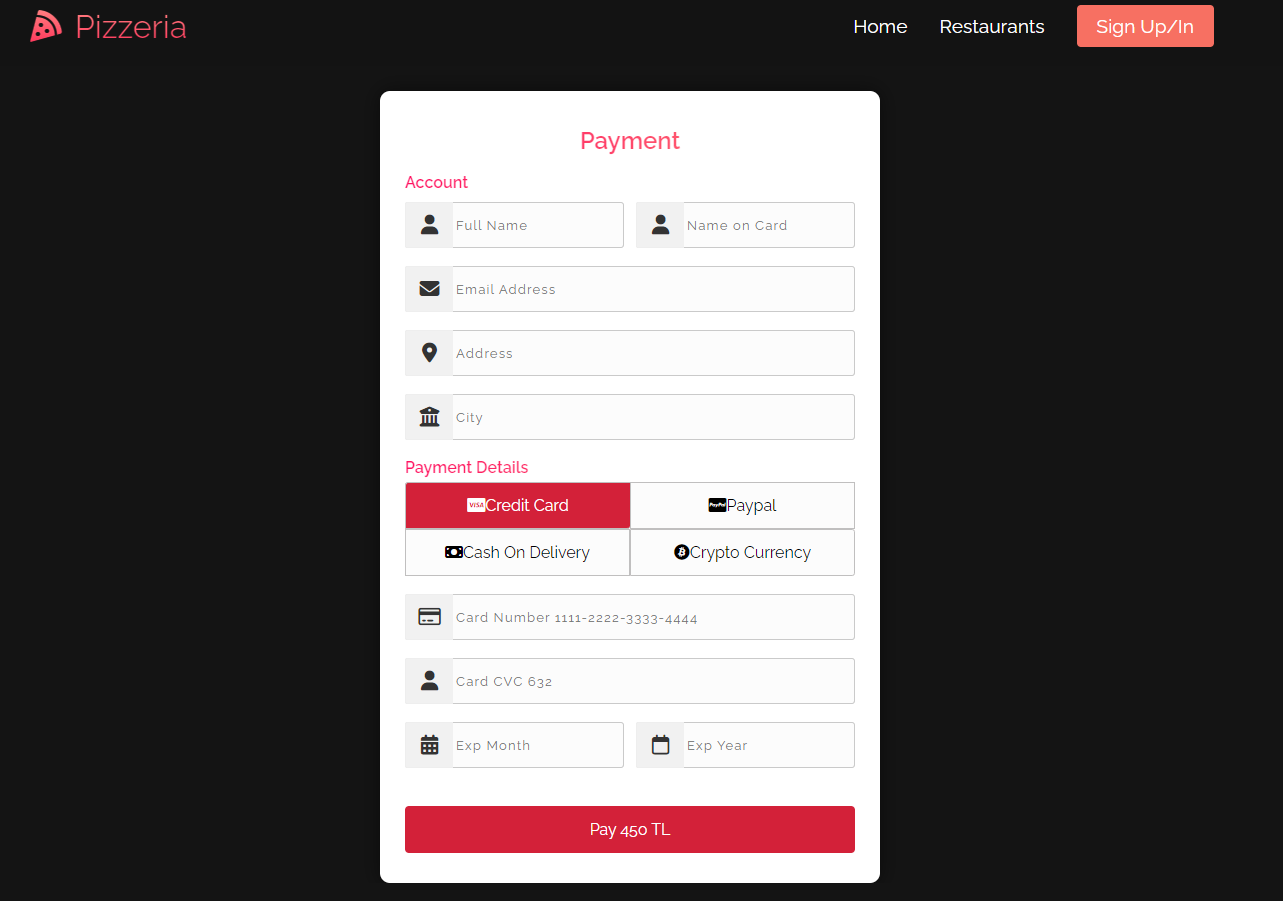 Pizzeria Home Restaurants Sign Up/In
Payment
Account
Full Name Name on Card
Email Address
Address
City
Payment Details
VISA Credit Card PayPal Paypal
Cash On Delivery Crypto Currency
Card Number 1111-2222-3333-4444
Card CVC 632
Exp Month Exp Year
Pay 450 TL